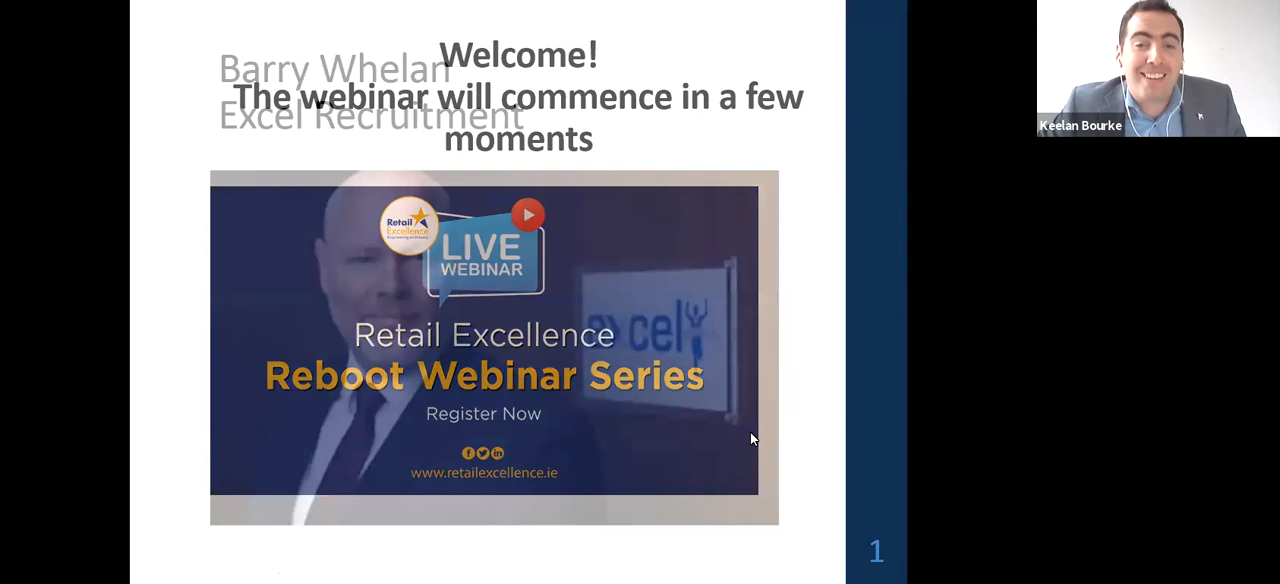 Barry Whelan
Excel Recruitment
Welcome!
The webinar will commence in a few
moments
Keelan Bourke
Retail
Excellence
LIVE
WEBINAR
excel
Retail Excellence
Reboot Webinar Series
Register Now
www.retailexcellence.ie
1